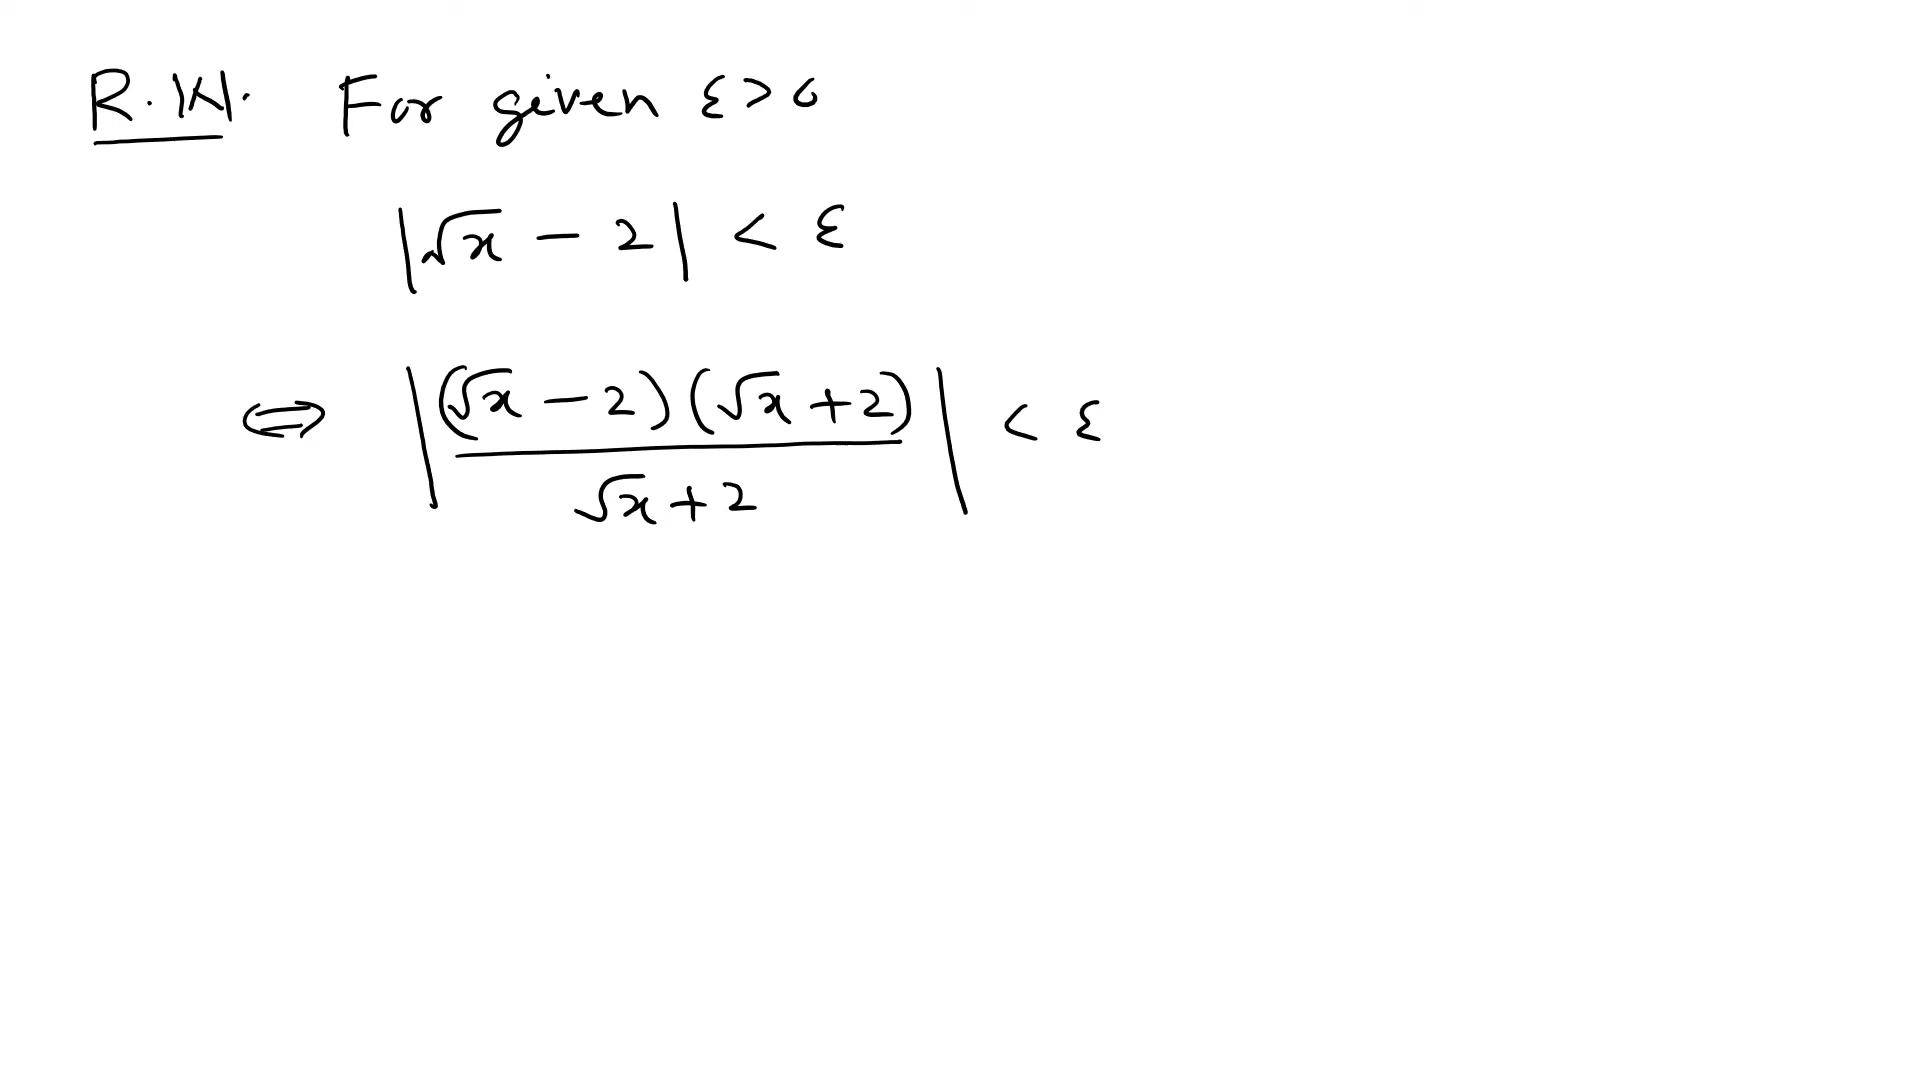 R.W. For given ε > 0
|√x − 2| < ε
⇔ |(√x − 2)(√x + 2) / √x + 2| < ε